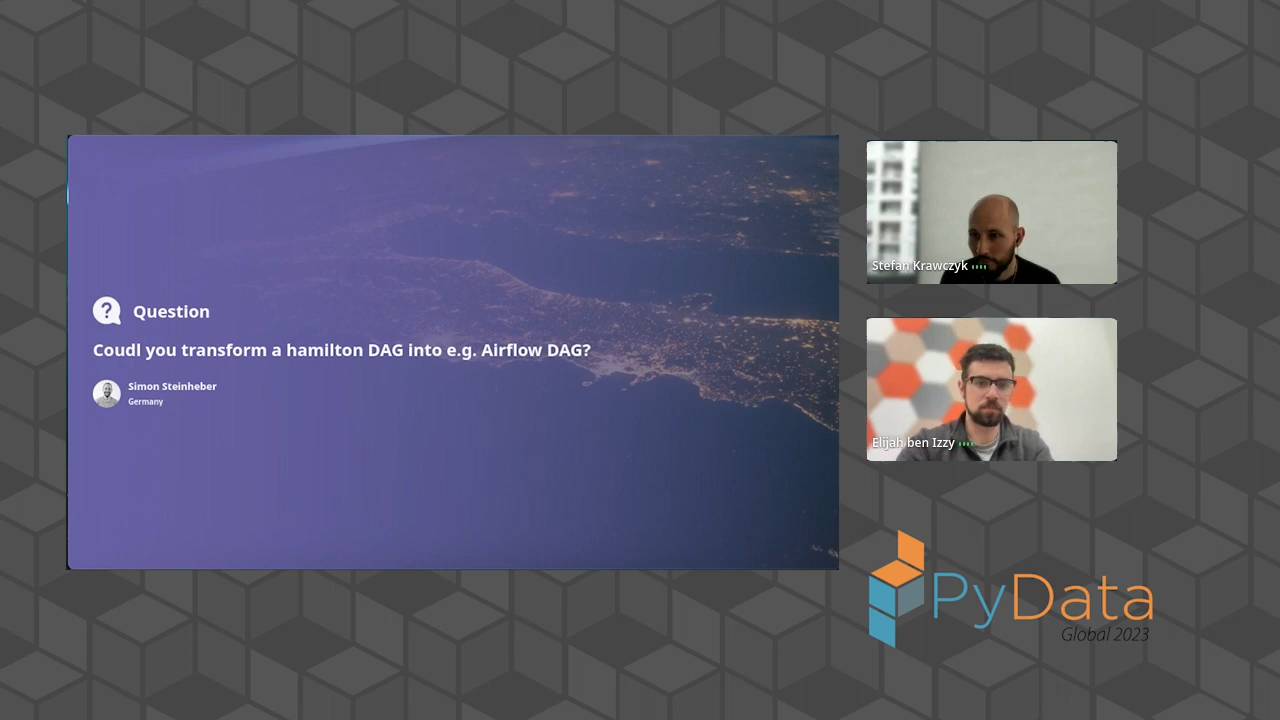 Question
Coudl you transform a hamilton DAG into e.g. Airflow DAG?
Simon Steinheber
Germany
Stefan Krawczyk
Elijah ben Izzy
PyData
Global 2023